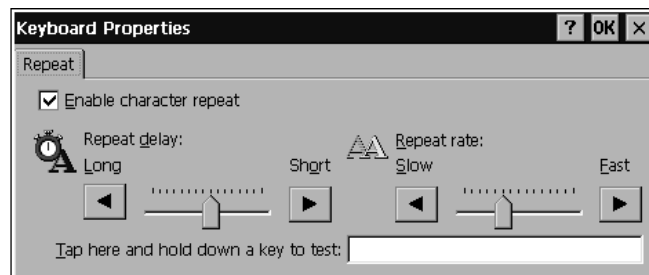 Keyboard Properties ? OK ×
Repeat
Enable character repeat
Repeat delay: Repeat rate:
Long Short Slow Fast
Tap here and hold down a key to test: